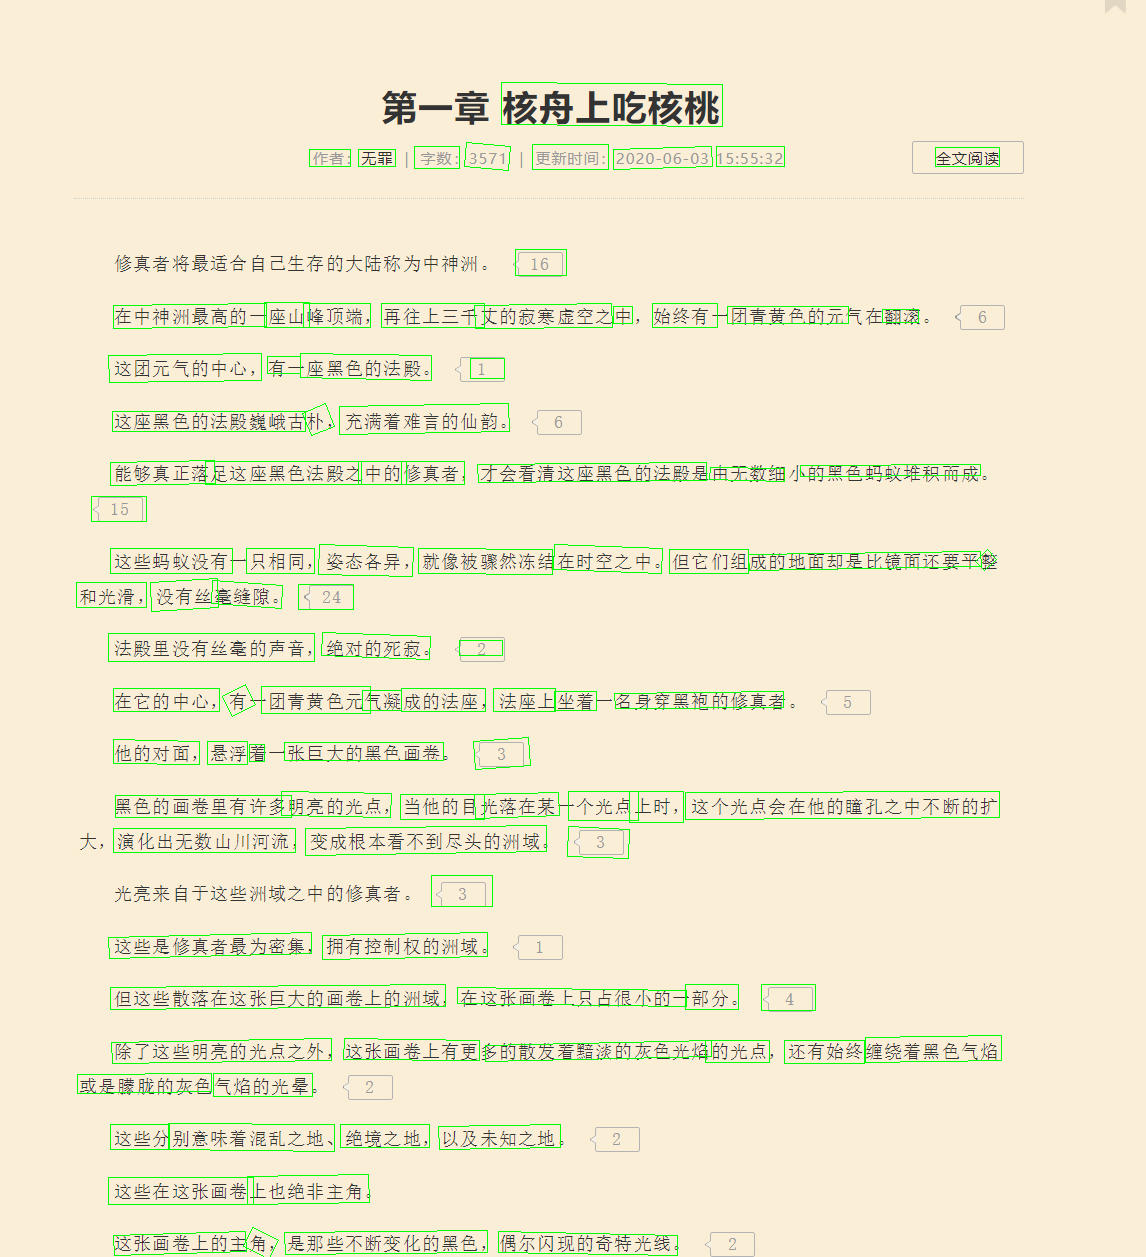 第一章 核舟上吃核桃
作者：无罪 | 字数：3571 | 更新时间：2020-06-03 15:55:32 全文阅读
修真者将最适合自己生存的大陆称为中神洲。 16
在中神洲最高的一座山峰顶端，再往上三千丈的寂寒虚空之中，始终有一团青黄色的元气在翻滚。 6
这团元气的中心，有一座黑色的法殿。 1
这座黑色的法殿巍峨古朴，充满着难言的仙韵。 6
能够真正落足这座黑色法殿之中的修真者，才会看清这座黑色的法殿是由无数细小的黑色蚂蚁堆积而成。
15
这些蚂蚁没有一只相同，姿态各异，就像被骤然冻结在时空之中。但它们组成的地面却是比镜面还要平整
和光滑，没有丝毫缝隙。 24
法殿里没有丝毫的声音，绝对的死寂。 2
在它的中心，有一团青黄色元气凝成的法座，法座上坐着一名身穿黑袍的修真者。 5
他的对面，悬浮着一张巨大的黑色画卷。 3
黑色的画卷里有许多明亮的光点，当他的目光落在某一个光点上时，这个光点会在他的瞳孔之中不断的扩
大，演化出无数山川河流，变成根本看不到尽头的洲域。 3
光亮来自于这些洲域之中的修真者。 3
这些是修真者最为密集，拥有控制权的洲域。 1
但这些散落在这张巨大的画卷上的洲域，在这张画卷上只占很小的一部分。 4
除了这些明亮的光点之外，这张画卷上有更多的散发着黯淡的灰色光焰的光点，还有始终缠绕着黑色气焰
或是朦胧的灰色气焰的光晕。 2
这些分别意味着混乱之地、绝境之地，以及未知之地。 2
这些在这张画卷上也绝非主角。
这张画卷上的主角，是那些不断变化的黑色，偶尔闪现的奇特光线。 2